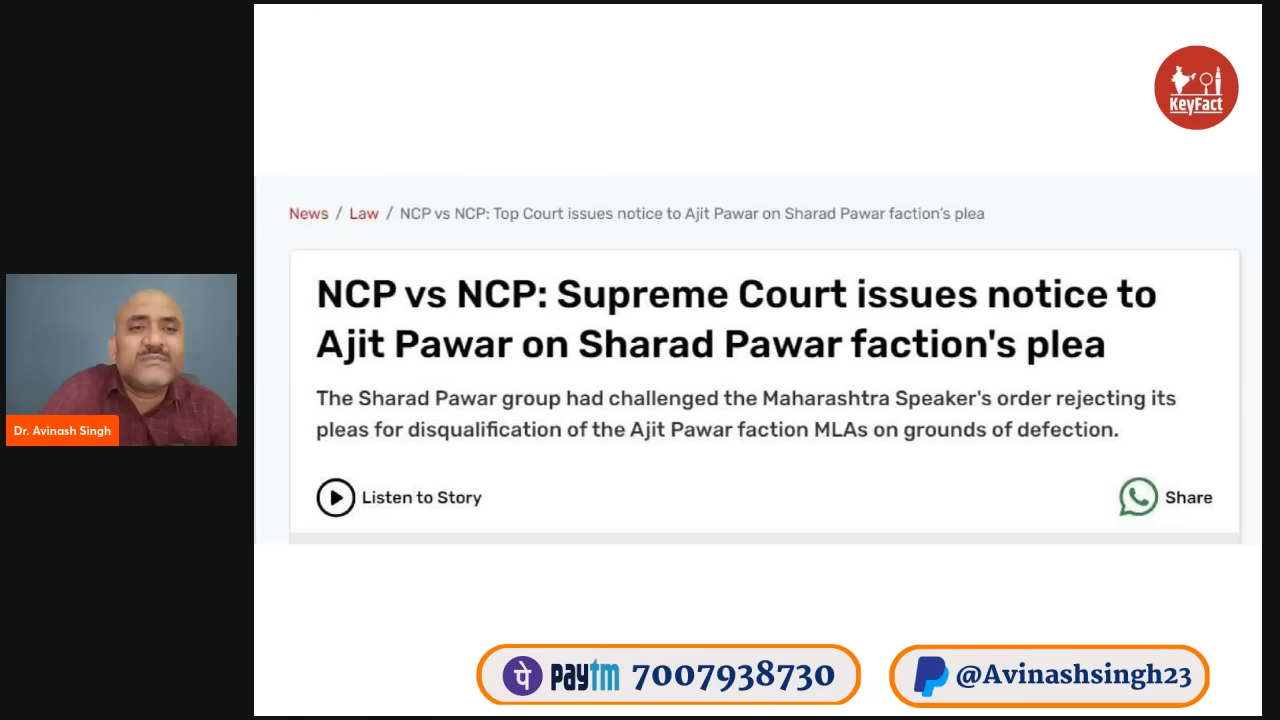 KeyFact
News / Law / NCP vs NCP: Top Court issues notice to Ajit Pawar on Sharad Pawar faction's plea
NCP vs NCP: Supreme Court issues notice to
Ajit Pawar on Sharad Pawar faction's plea
The Sharad Pawar group had challenged the Maharashtra Speaker's order rejecting its
pleas for disqualification of the Ajit Pawar faction MLAs on grounds of defection.
Listen to Story
Share
Dr. Avinash Singh
पे paytm 7007938730
@Avinashsingh23